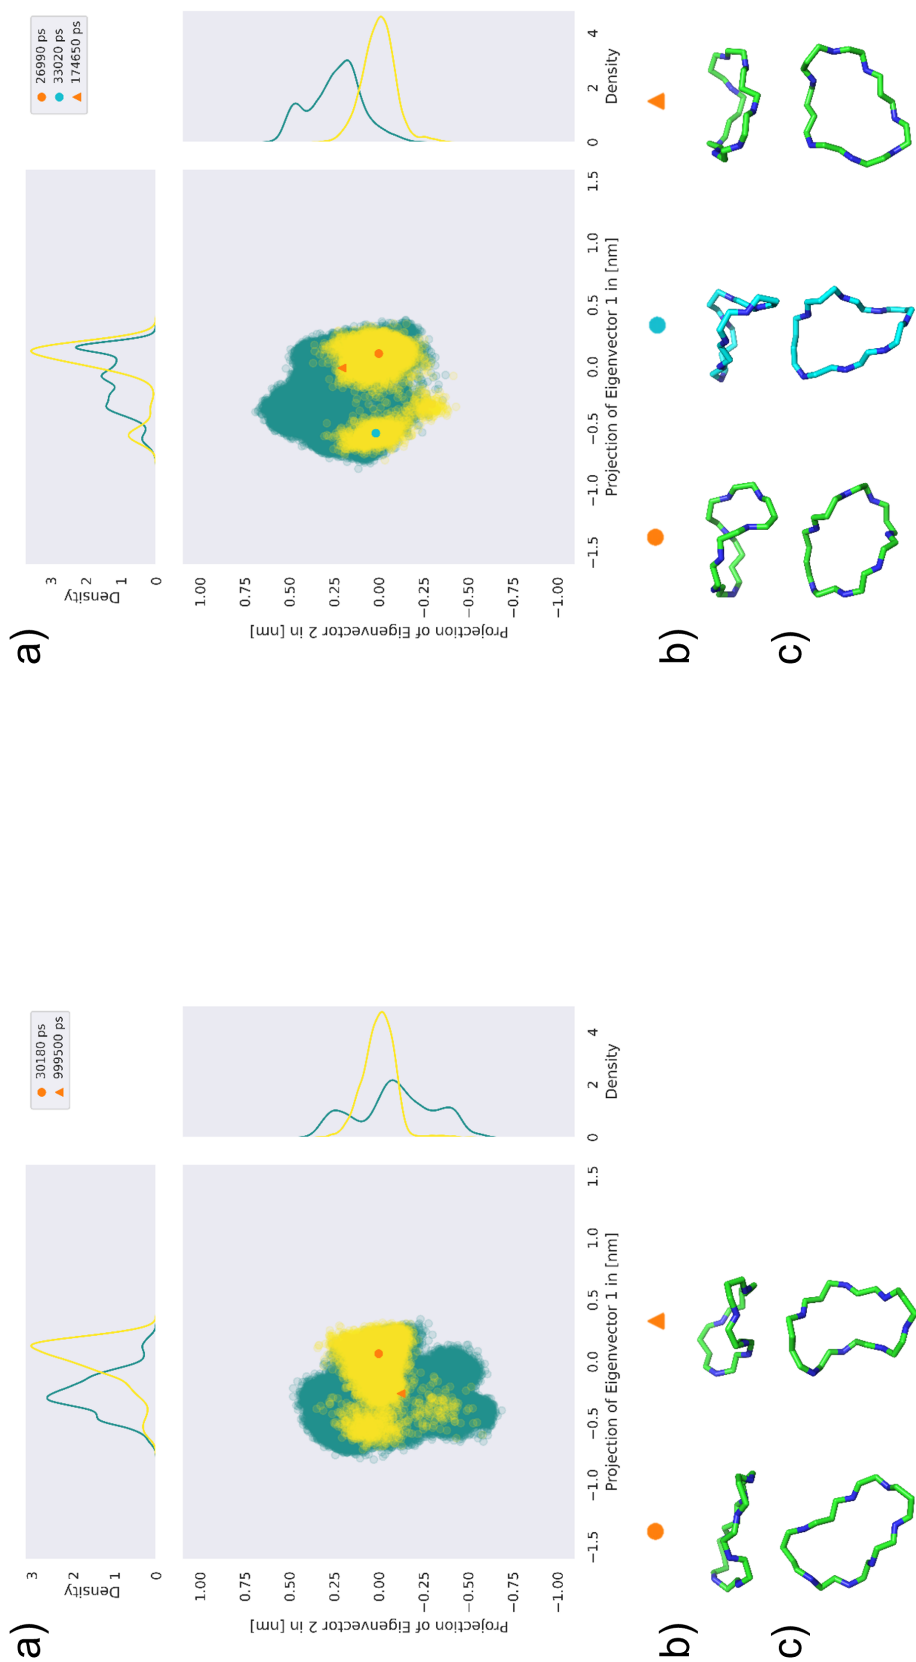 a)
3
2
1
0
Density
30180 ps
999500 ps
1.00
0.75
0.50
0.25
0.00
−0.25
−0.50
−0.75
−1.00
Projection of Eigenvector 2 in [nm]
−1.5
−1.0
−0.5
0.0
0.5
1.0
1.5
Projection of Eigenvector 1 in [nm]
0
2
4
Density
b)
c)
a)
3
2
1
0
Density
26990 ps
33020 ps
174650 ps
1.00
0.75
0.50
0.25
0.00
−0.25
−0.50
−0.75
−1.00
Projection of Eigenvector 2 in [nm]
−1.5
−1.0
−0.5
0.0
0.5
1.0
1.5
Projection of Eigenvector 1 in [nm]
0
2
4
Density
b)
c)